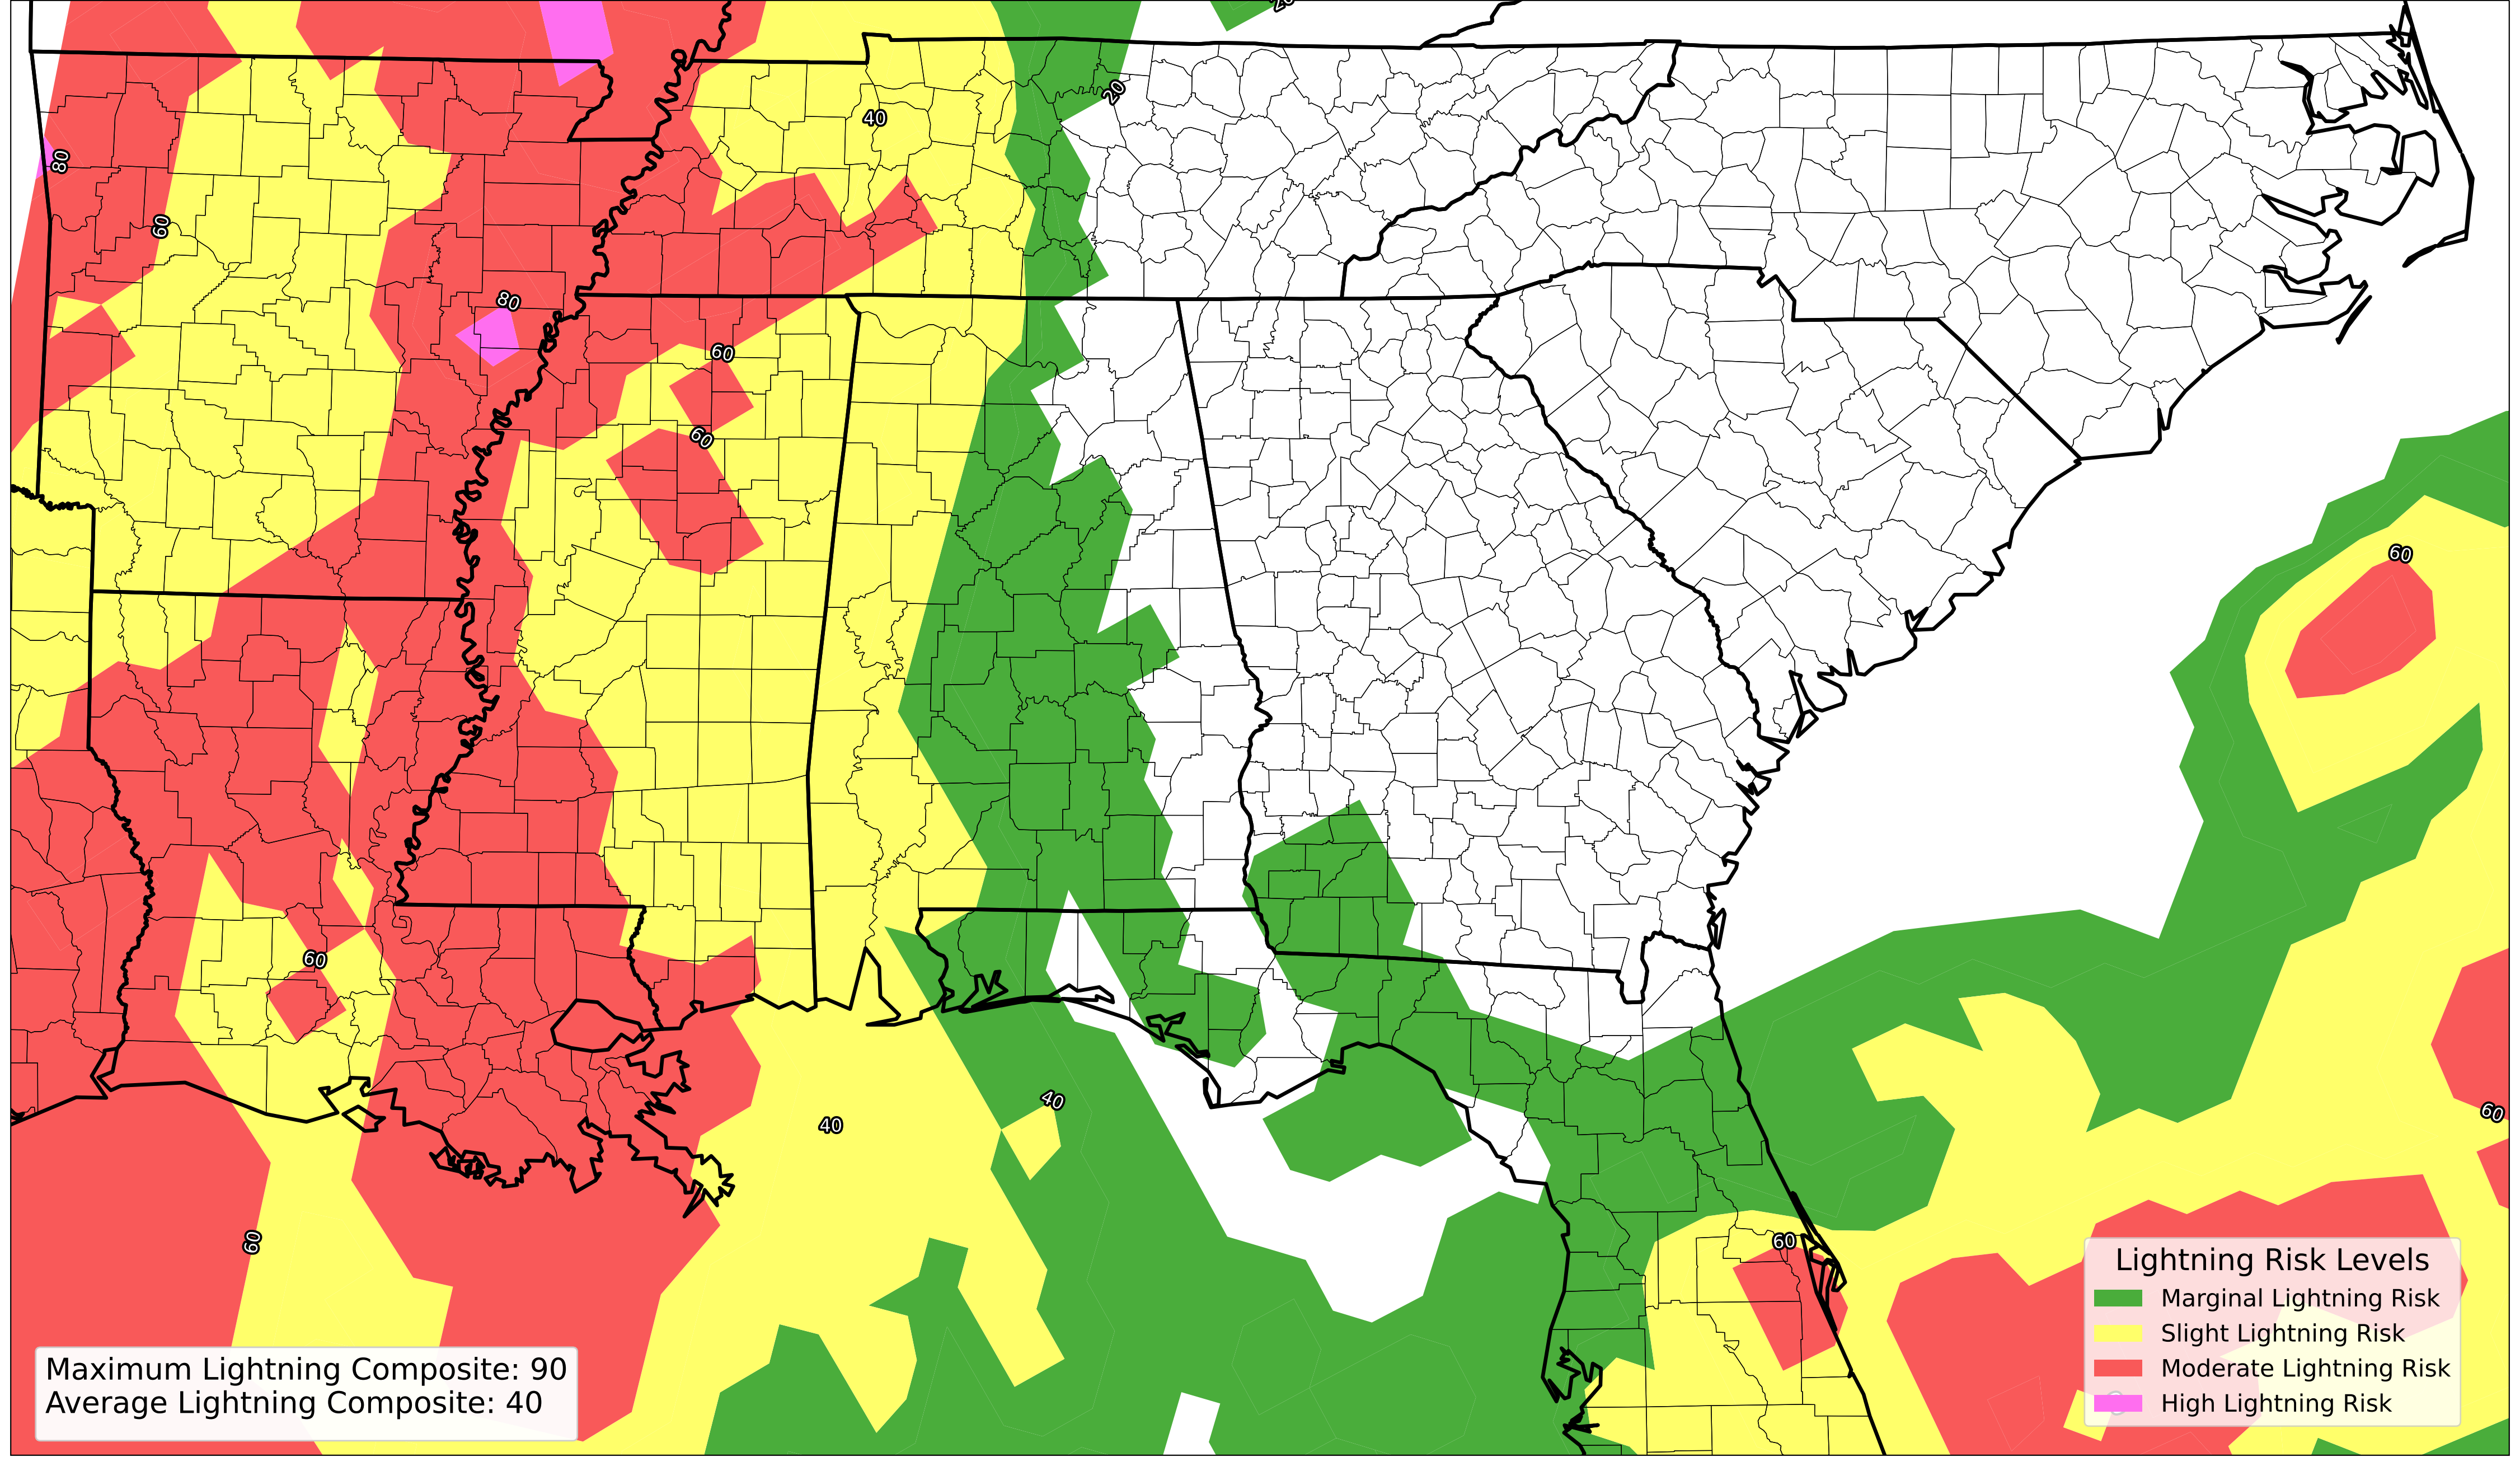 20
20
40
80
60
80
60
60
60
60
40
40
60
60
60
Lightning Risk Levels
Marginal Lightning Risk
Slight Lightning Risk
Moderate Lightning Risk
High Lightning Risk
Maximum Lightning Composite: 90
Average Lightning Composite: 40